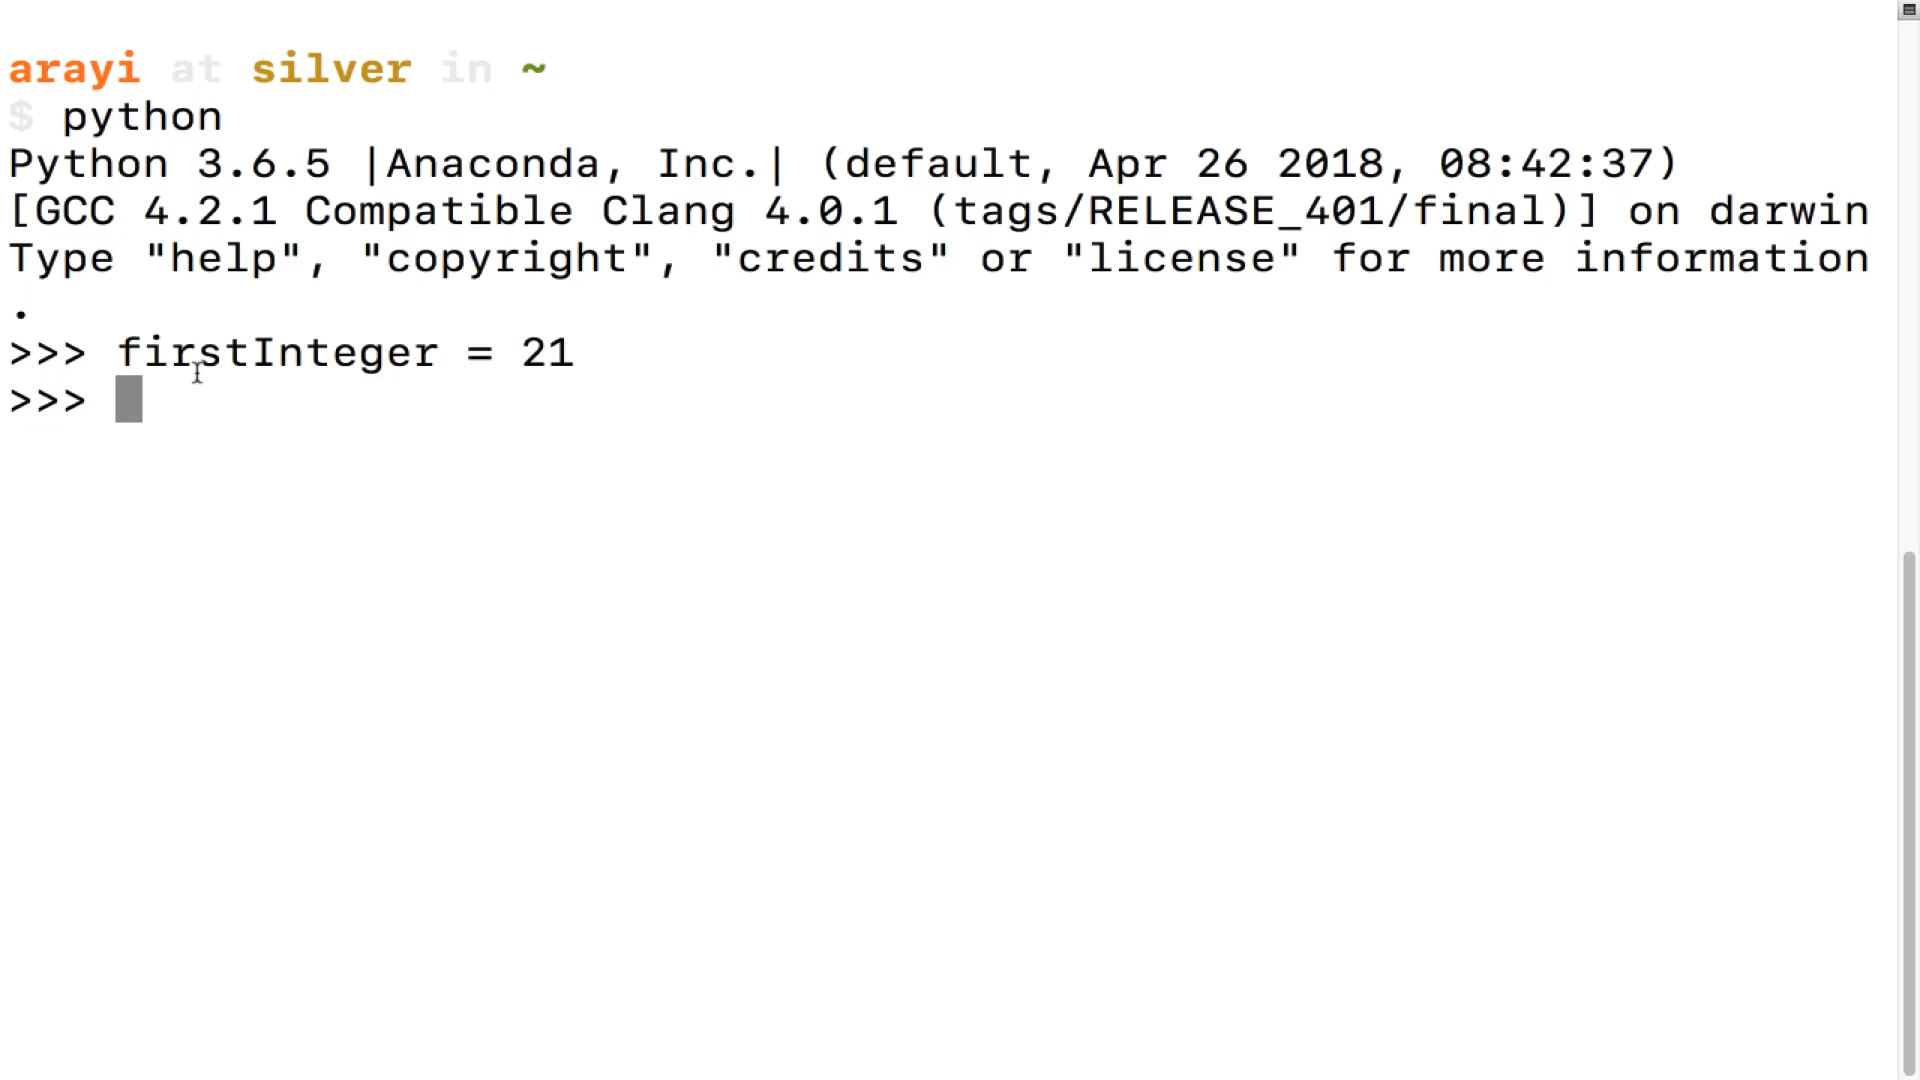 arayi at silver in ~
$ python
Python 3.6.5 |Anaconda, Inc.| (default, Apr 26 2018, 08:42:37)
[GCC 4.2.1 Compatible Clang 4.0.1 (tags/RELEASE_401/final)] on darwin
Type "help", "copyright", "credits" or "license" for more information
.
>>> firstInteger = 21
>>>